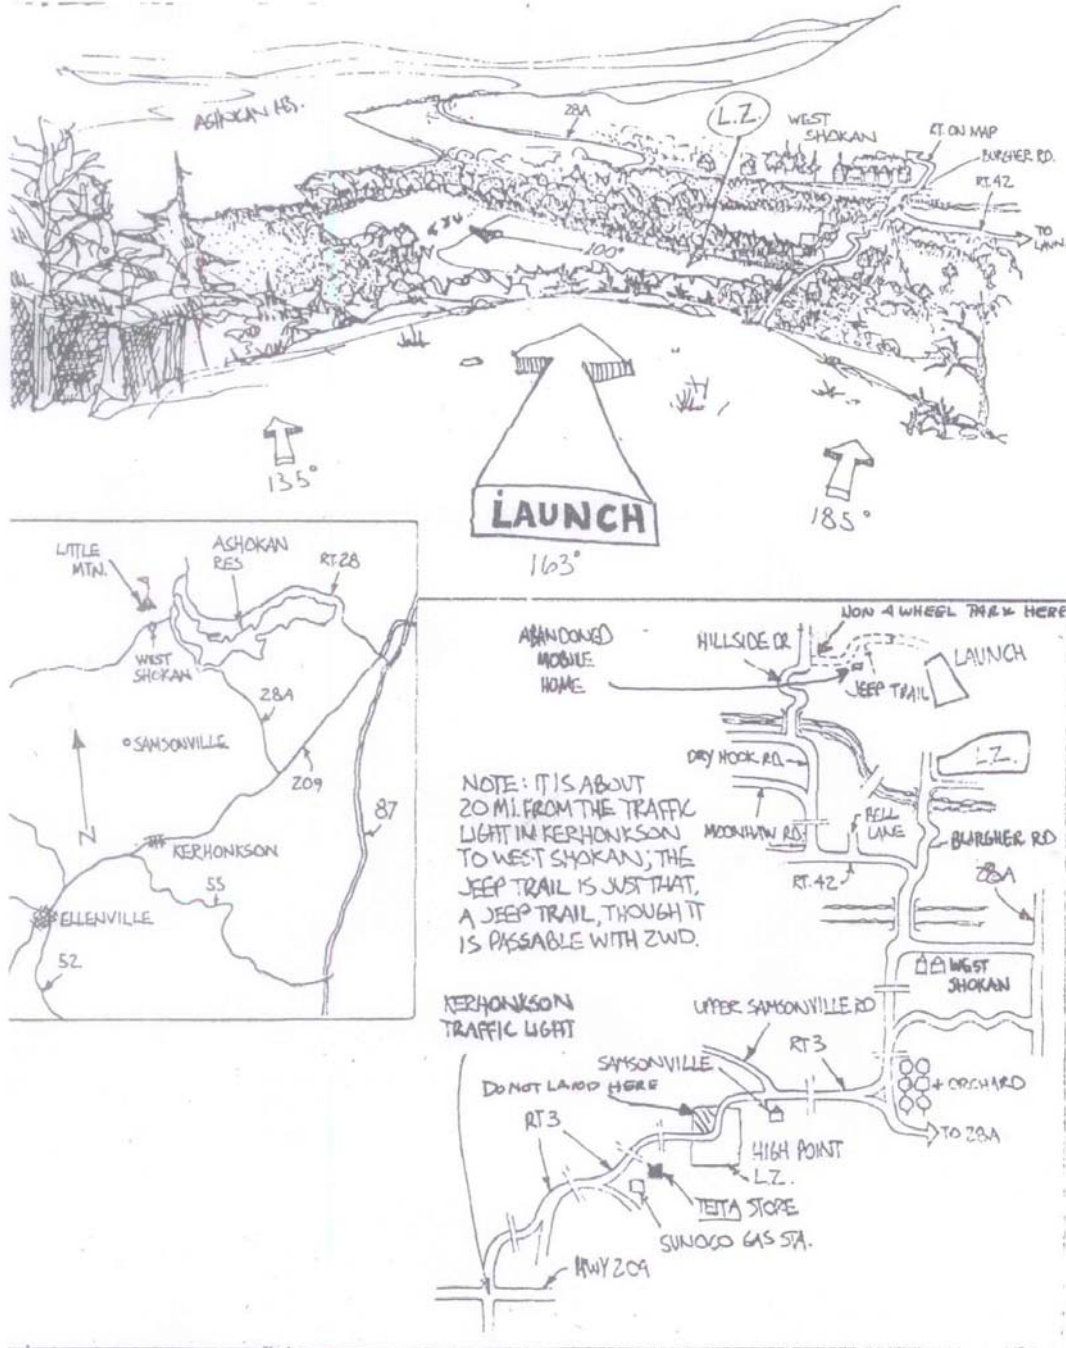 ASHOKAN RES.
28A
L.Z.
WEST
SHOKAN
RT. ON MAP
BURGHER RD.
RT. 42
TO
LAUN.
100°
135°
LAUNCH
163°
185°
LITTLE
MTN.
ASHOKAN
RES
RT. 28
WEST
SHOKAN
28A
SAMSONVILLE
209
87
N
KERHONKSON
55
ELLENVILLE
52
NON 4 WHEEL PARK HERE
ABANDONED
MOBILE
HOME
HILLSIDE DR
LAUNCH
JEEP TRAIL
DRY HOOK RD.
L.Z.
NOTE: IT IS ABOUT
20 MI. FROM THE TRAFFIC
LIGHT IN KERHONKSON
TO WEST SHOKAN; THE
JEEP TRAIL IS JUST THAT,
A JEEP TRAIL, THOUGH IT
IS PASSABLE WITH 2WD.
MOONHAW RD.
BELL
LANE
BURGHER RD
RT. 42
28A
WEST
SHOKAN
KERHONKSON
TRAFFIC LIGHT
UPPER SAMSONVILLE RD
RT 3
SAMSONVILLE
DO NOT LAND HERE
ORCHARD
RT 3
TO 28A
HIGH POINT
L.Z.
STORE
SUNOCO GAS STA.
HWY 209